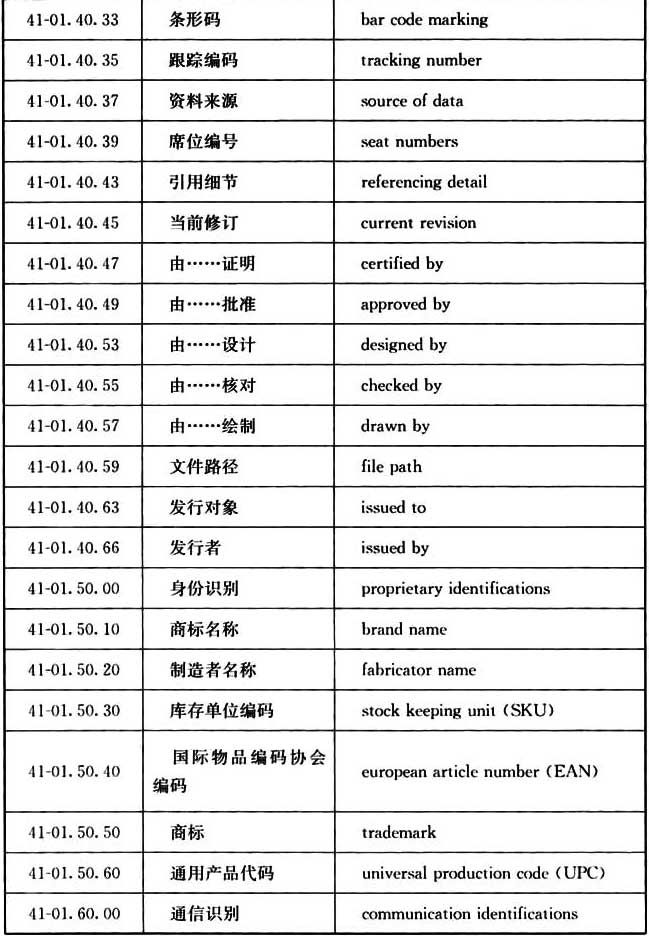 41-01.40.33 条形码 bar code marking
41-01.40.35 跟踪编码 tracking number
41-01.40.37 资料来源 source of data
41-01.40.39 席位编号 seat numbers
41-01.40.43 引用细节 referencing detail
41-01.40.45 当前修订 current revision
41-01.40.47 由……证明 certified by
41-01.40.49 由……批准 approved by
41-01.40.53 由……设计 designed by
41-01.40.55 由……核对 checked by
41-01.40.57 由……绘制 drawn by
41-01.40.59 文件路径 file path
41-01.40.63 发行对象 issued to
41-01.40.66 发行者 issued by
41-01.50.00 身份识别 proprietary identifications
41-01.50.10 商标名称 brand name
41-01.50.20 制造者名称 fabricator name
41-01.50.30 库存单位编码 stock keeping unit (SKU)
41-01.50.40 国际物品编码协会 european article number (EAN)
编码
41-01.50.50 商标 trademark
41-01.50.60 通用产品代码 universal production code (UPC)
41-01.60.00 通信识别 communication identifications